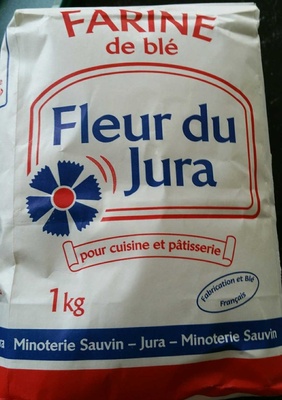 FARINE
de blé
Fleur du
Jura
pour cuisine et pâtisserie
1kg
Fabrication et Blé
Français
Minoterie Sauvin – Jura – Minoterie Sauvin